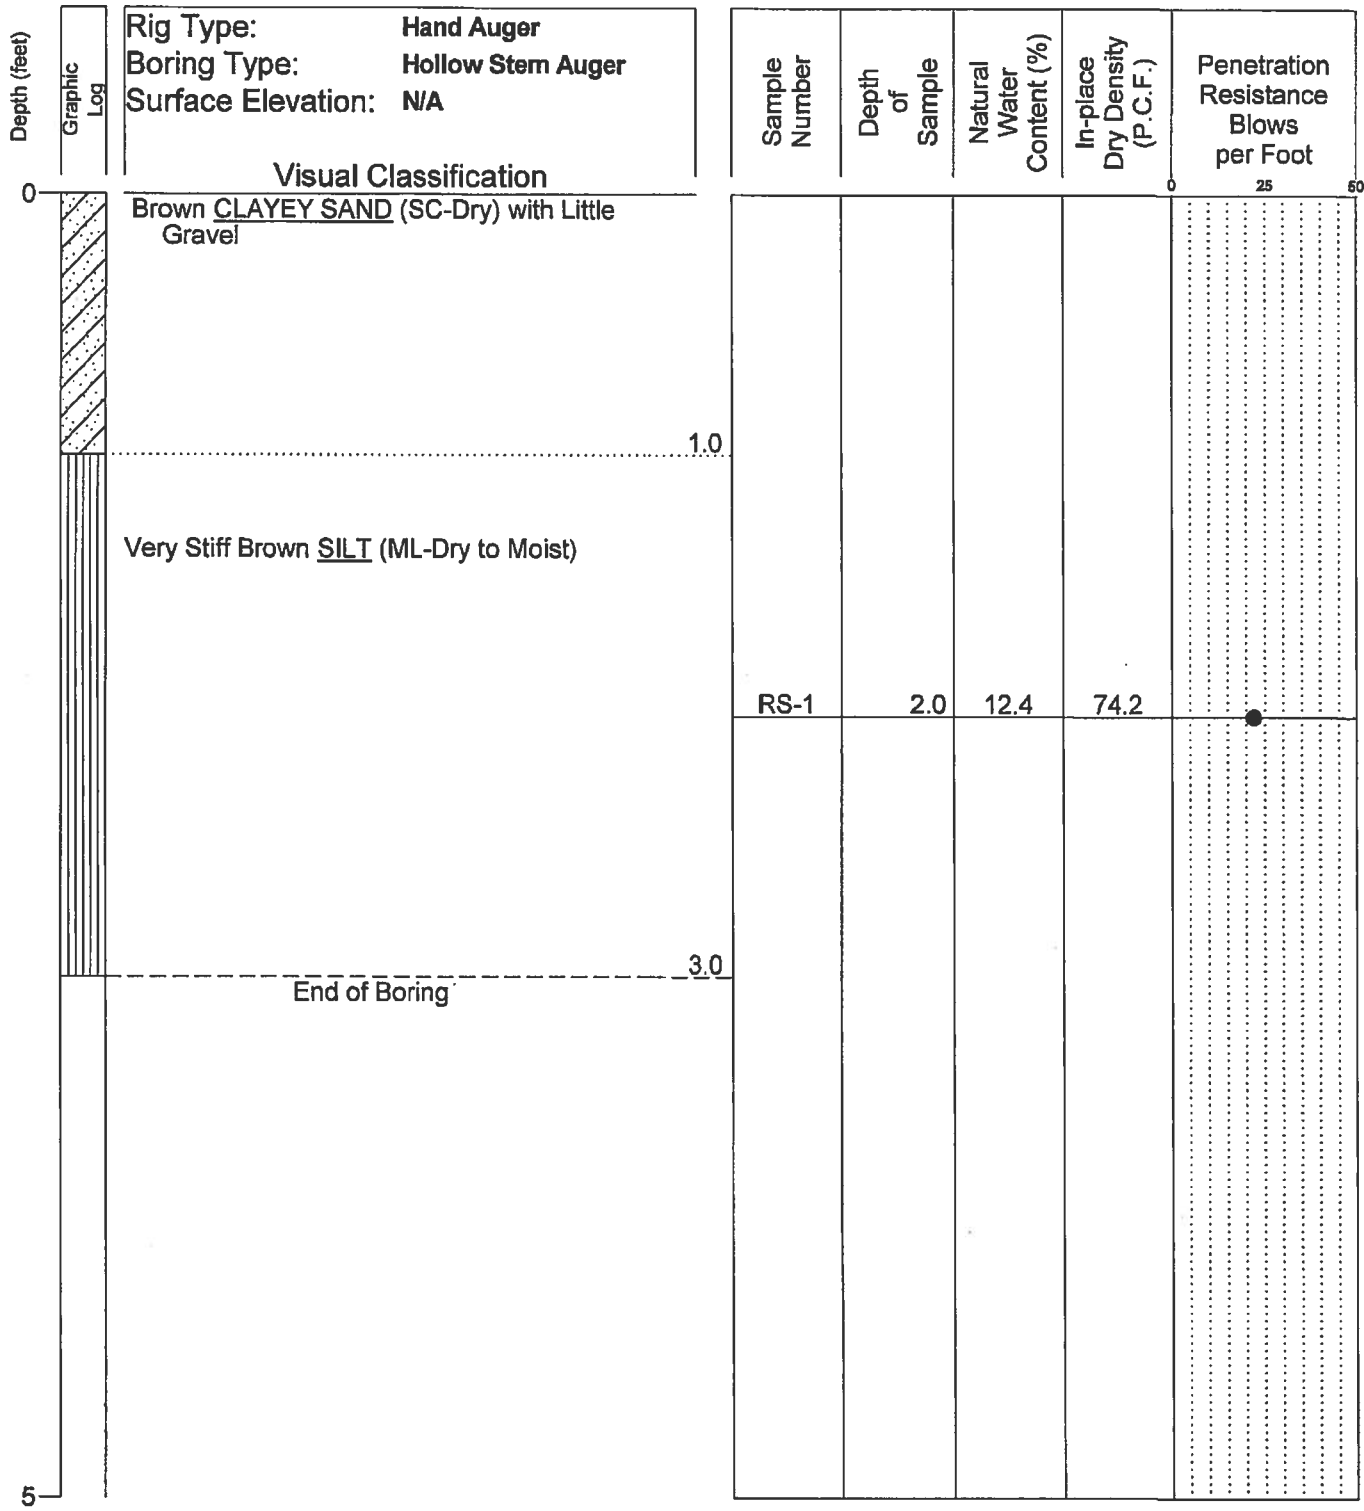 Depth (feet)
Graphic
Log
Rig Type: Hand Auger
Boring Type: Hollow Stem Auger
Surface Elevation: N/A
Visual Classification
Sample
Number
Depth
of
Sample
Natural
Water
Content (%)
In-place
Dry Density
(P.C.F.)
Penetration
Resistance
Blows
per Foot
0 25 50
0
Brown CLAYEY SAND (SC-Dry) with Little
Gravel
1.0
Very Stiff Brown SILT (ML-Dry to Moist)
RS-1 2.0 12.4 74.2
3.0
End of Boring
5